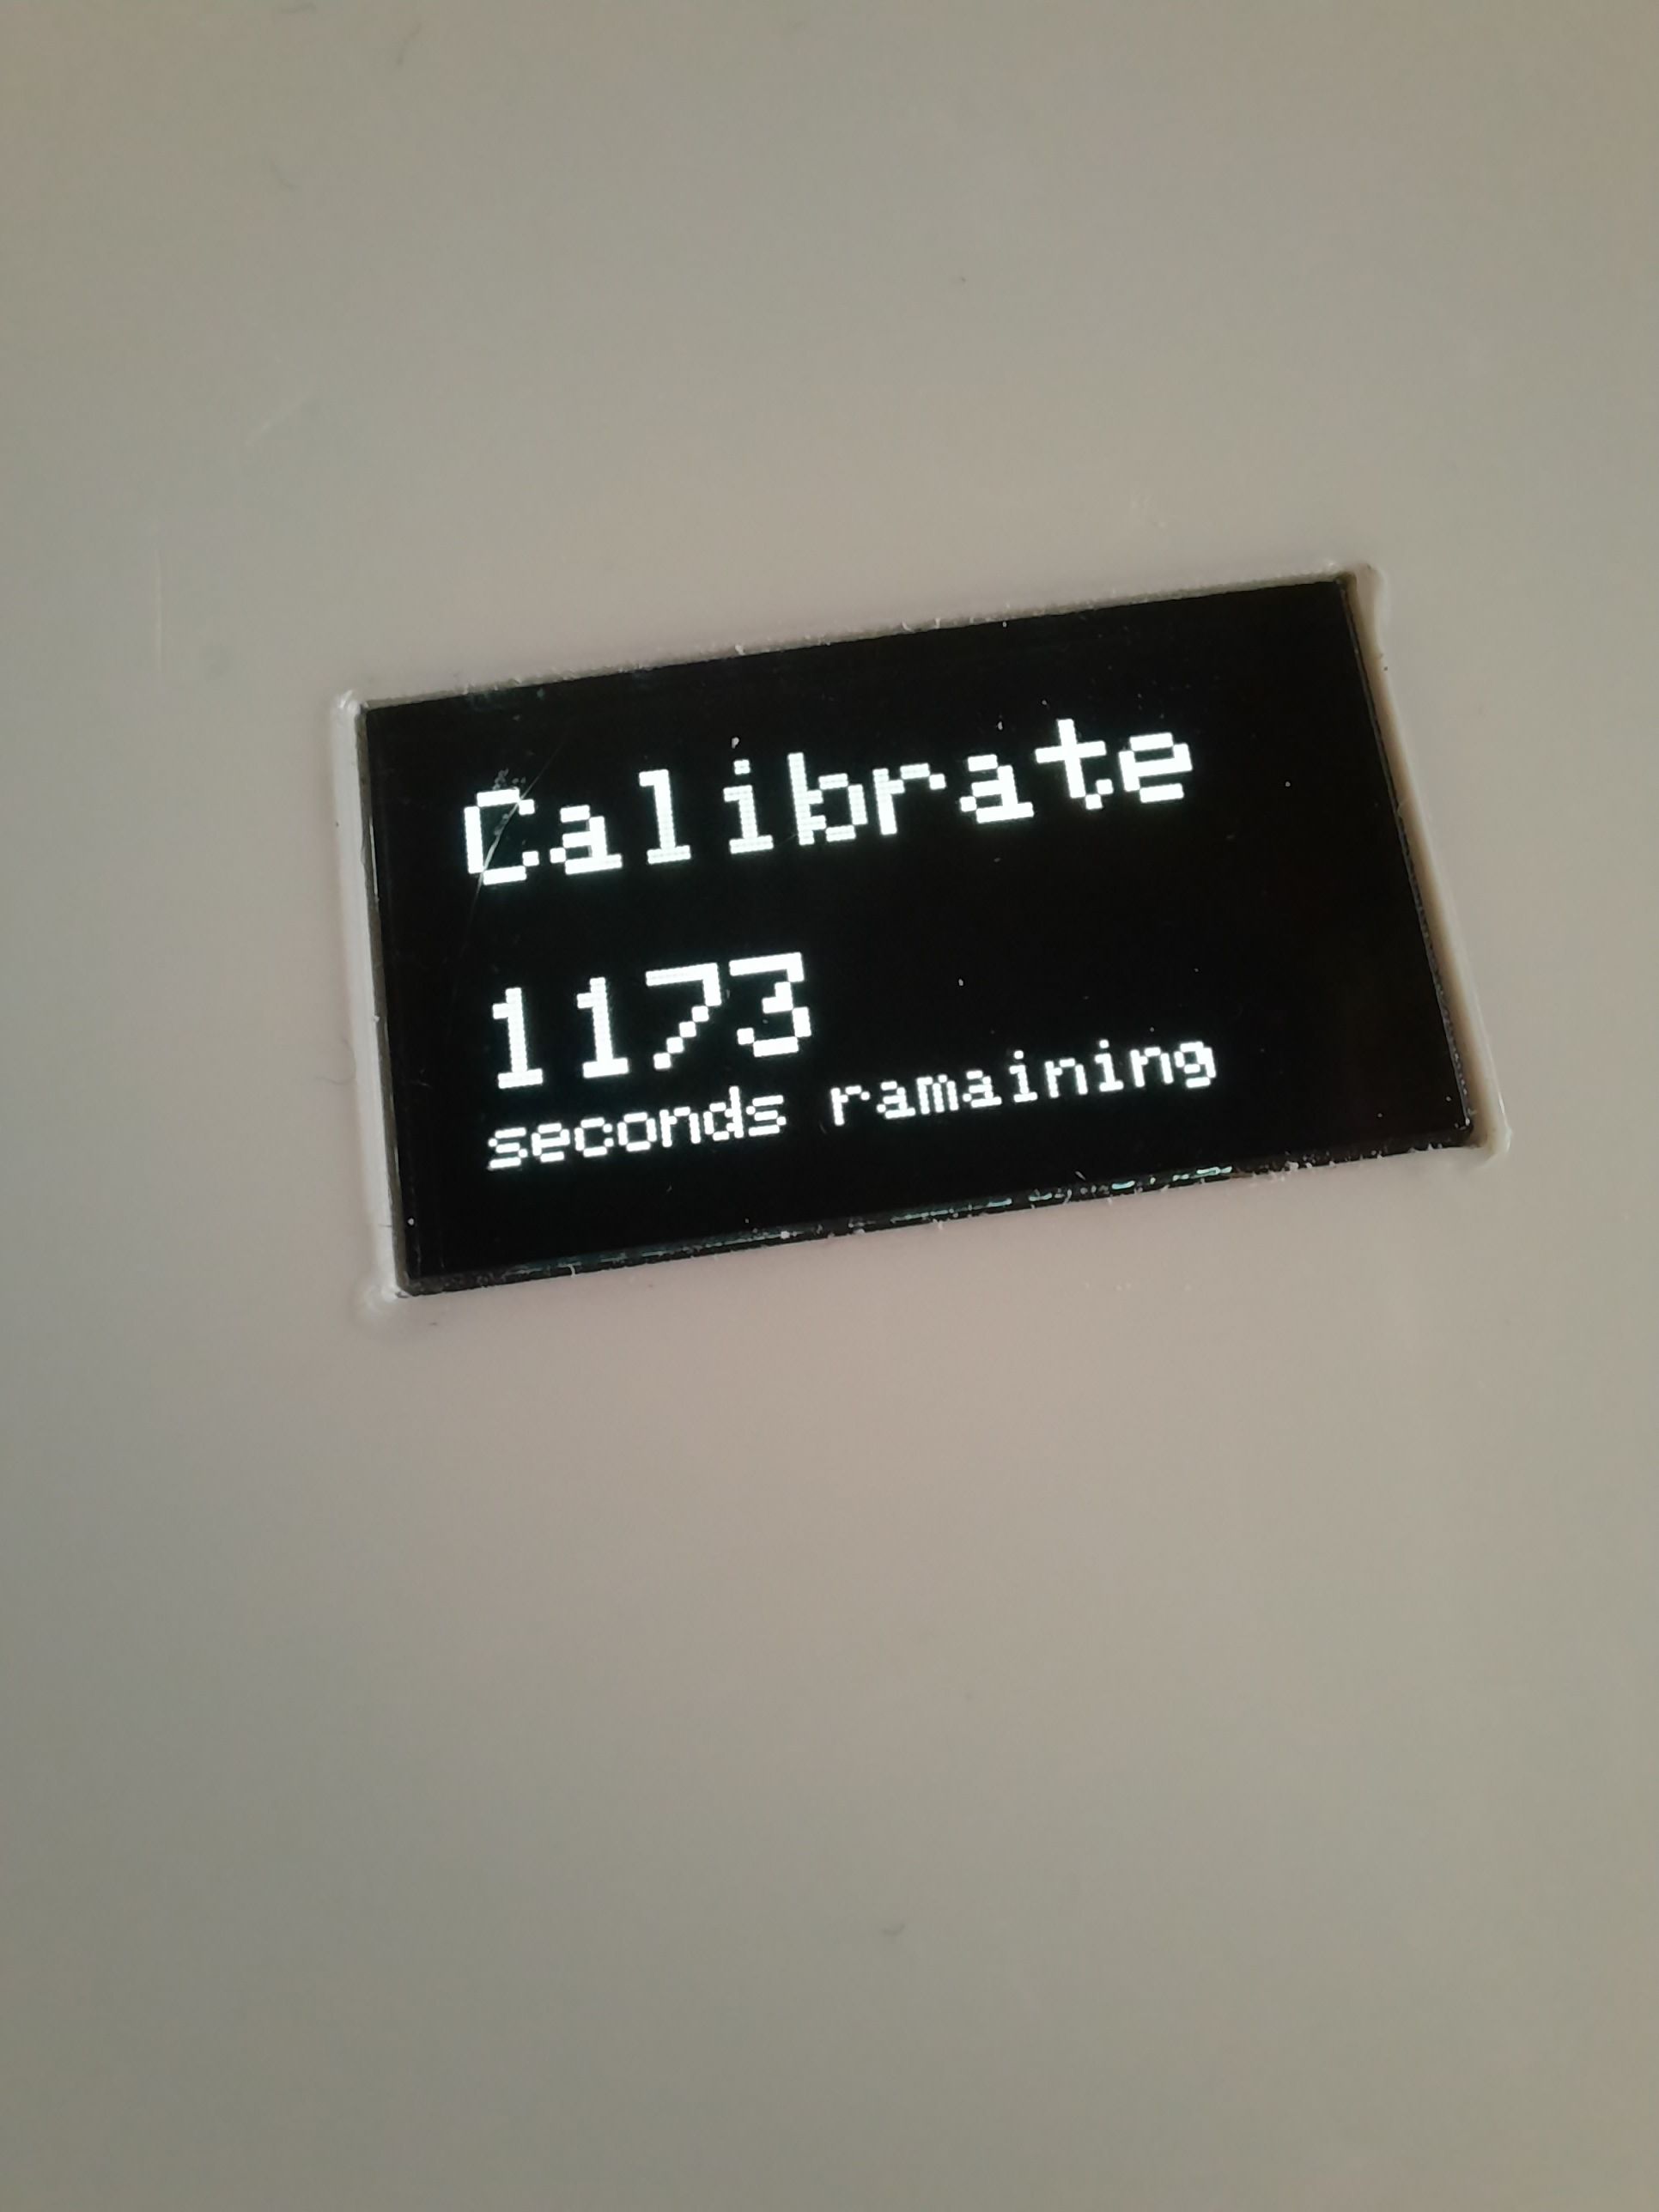 Calibrate
1173
seconds ramaining